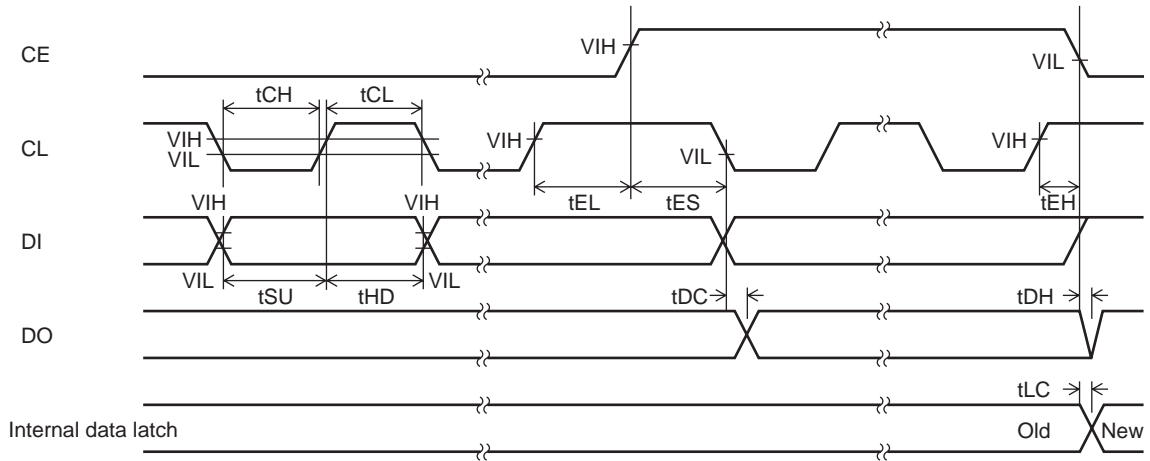 CE
VIH
VIL
tCH
tCL
CL
VIH
VIL
VIH
VIL
VIH
tEL
tES
tEH
DI
VIH
VIH
VIL
VIL
tSU
tHD
tDC
tDH
DO
tLC
Internal data latch
Old
New